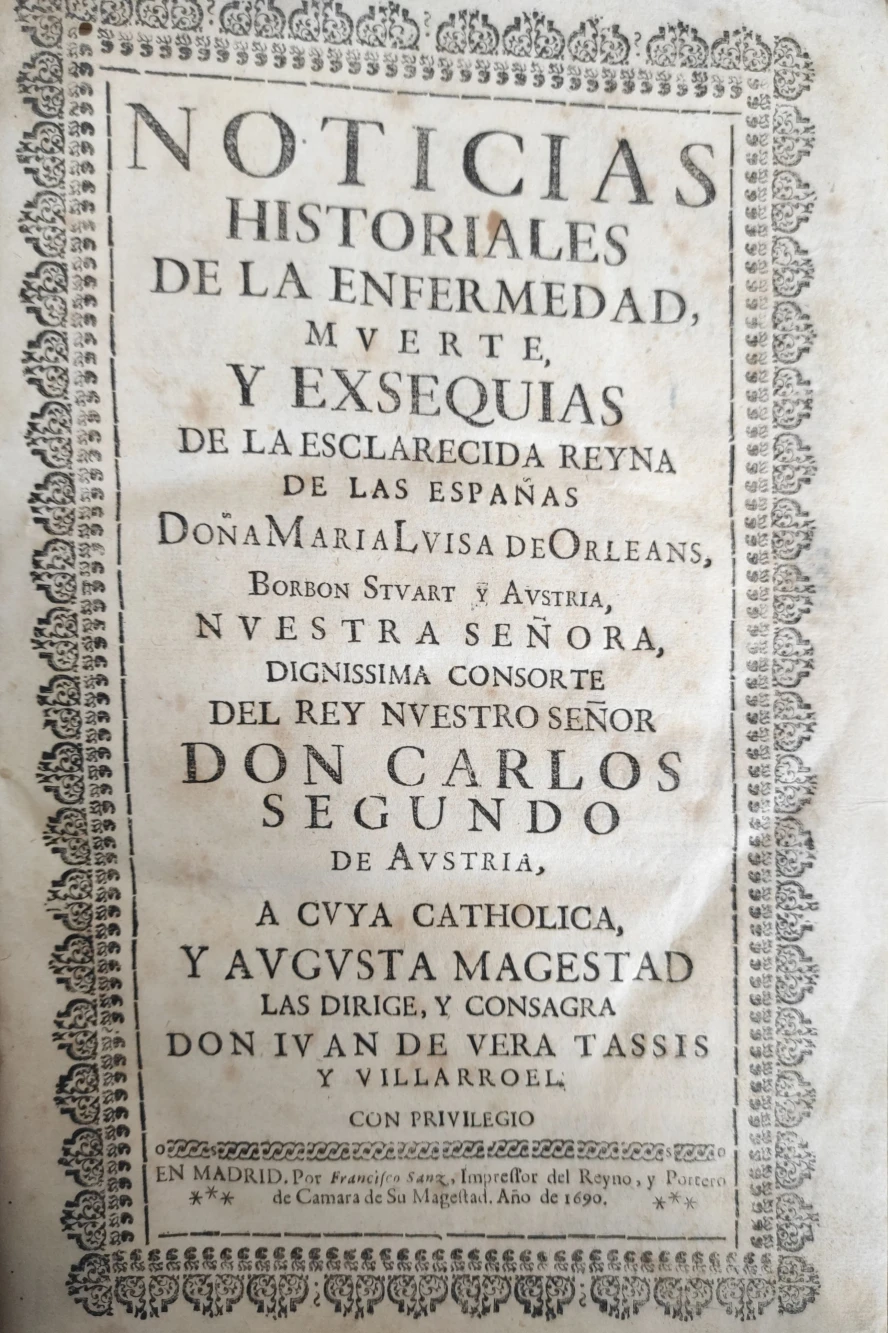 NOTICIAS
HISTORIALES
DE LA ENFERMEDAD,
MVERTE,
Y EXSEQUIAS
DE LA ESCLARECIDA REYNA
DE LAS ESPAÑAS
DOÑA MARIA LVISA DE ORLEANS,
BORBON STVART Y AVSTRIA,
NVESTRA SEÑORA,
DIGNISSIMA CONSORTE
DEL REY NVESTRO SEÑOR
DON CARLOS
SEGUNDO
DE AVSTRIA,
A CVYA CATHOLICA,
Y AVGVSTA MAGESTAD
LAS DIRIGE, Y CONSAGRA
DON IVAN DE VERA TASSIS
Y VILLARROEL.
CON PRIVILEGIO
EN MADRID. Por Franciſco Sanz, Impreſſor del Reyno, y Portero
*** de Camara de Su Mageſtad. Año de 1690. ***